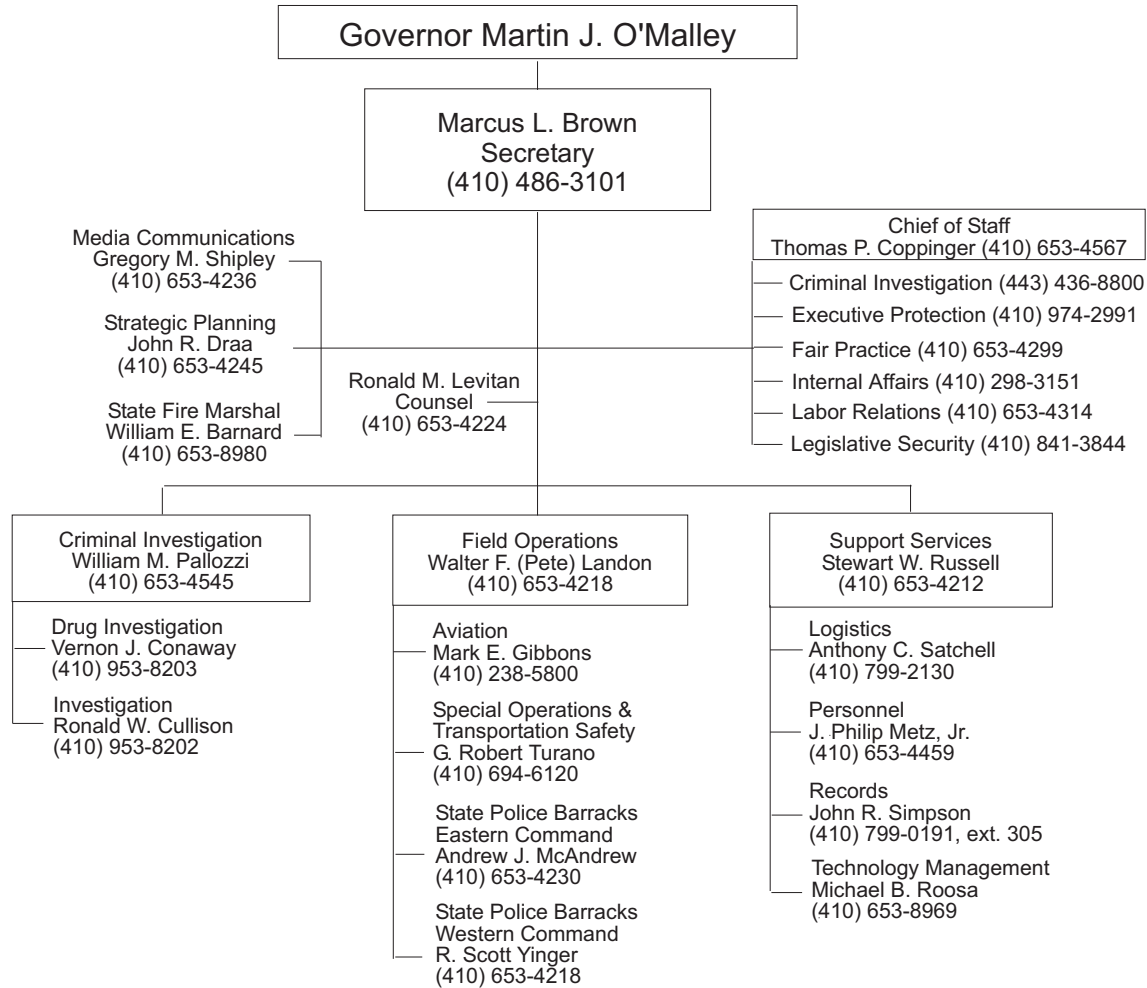 Governor Martin J. O'Malley
Marcus L. Brown
Secretary
(410) 486-3101
Media Communications
Gregory M. Shipley
(410) 653-4236
Strategic Planning
John R. Draa
(410) 653-4245
State Fire Marshal
William E. Barnard
(410) 653-8980
Ronald M. Levitan
Counsel
(410) 653-4224
Chief of Staff
Thomas P. Coppinger (410) 653-4567
Criminal Investigation (443) 436-8800
Executive Protection (410) 974-2991
Fair Practice (410) 653-4299
Internal Affairs (410) 298-3151
Labor Relations (410) 653-4314
Legislative Security (410) 841-3844
Criminal Investigation
William M. Pallozzi
(410) 653-4545
Drug Investigation
Vernon J. Conaway
(410) 953-8203
Investigation
Ronald W. Cullison
(410) 953-8202
Field Operations
Walter F. (Pete) Landon
(410) 653-4218
Aviation
Mark E. Gibbons
(410) 238-5800
Special Operations &
Transportation Safety
G. Robert Turano
(410) 694-6120
State Police Barracks
Eastern Command
Andrew J. McAndrew
(410) 653-4230
State Police Barracks
Western Command
R. Scott Yinger
(410) 653-4218
Support Services
Stewart W. Russell
(410) 653-4212
Logistics
Anthony C. Satchell
(410) 799-2130
Personnel
J. Philip Metz, Jr.
(410) 653-4459
Records
John R. Simpson
(410) 799-0191, ext. 305
Technology Management
Michael B. Roosa
(410) 653-8969